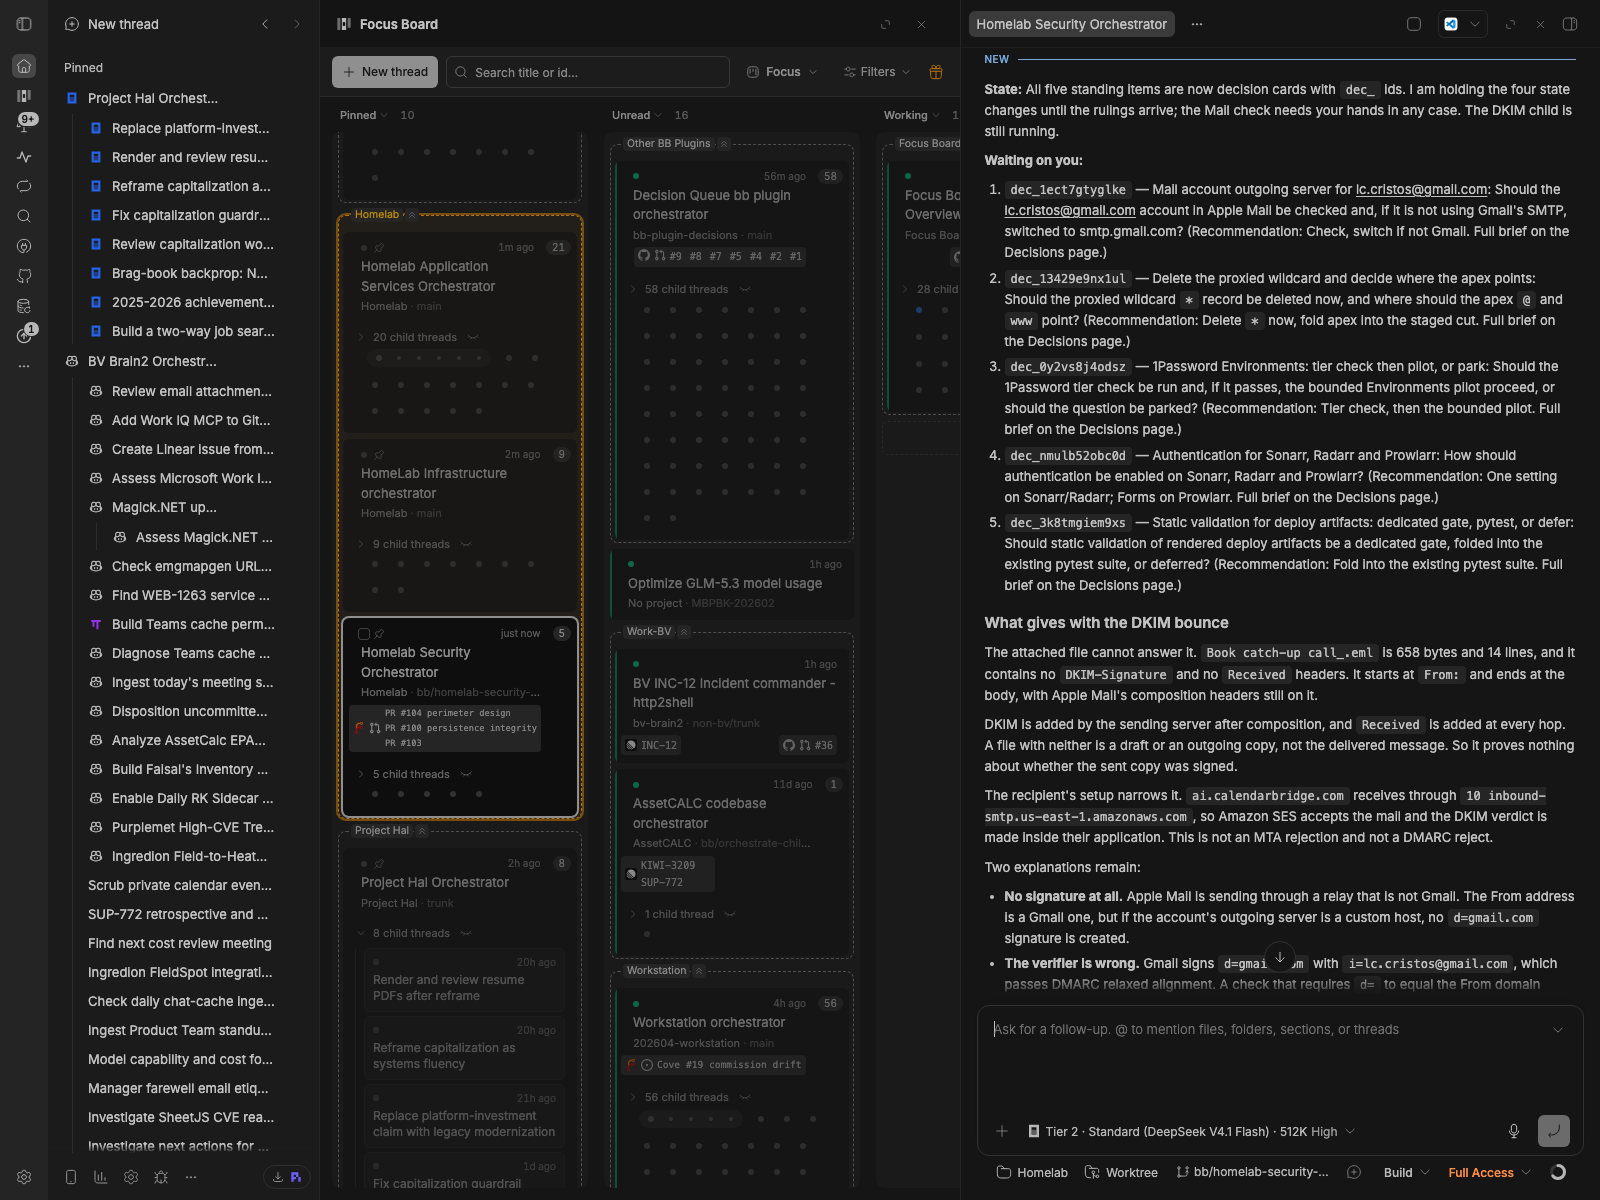 New thread
Pinned
Project Hal Orchest...
Replace platform-invest...
Render and review resu...
Reframe capitalization a...
Fix capitalization guardr...
Review capitalization wo...
Brag-book backprop: N...
2025-2026 achievement...
Build a two-way job sear...
BV Brain2 Orchestr...
Review email attachmen...
Add Work IQ MCP to Git...
Create Linear issue from...
Assess Microsoft Work I...
Magick.NET up...
Assess Magick.NET ...
Check emgmapgen URL...
Find WEB-1263 service ...
Build Teams cache perm...
Diagnose Teams cache ...
Ingest today's meeting s...
Disposition uncommitte...
Analyze AssetCalc EPA...
Build Faisal's Inventory ...
Enable Daily RK Sidecar ...
Purplemet High-CVE Tre...
Ingredion Field-to-Heat...
Scrub private calendar even...
SUP-772 retrospective and ...
Find next cost review meeting
Ingredion FieldSpot integrati...
Check daily chat-cache inge...
Ingest Product Team standu...
Model capability and cost fo...
Manager farewell email etiq...
Investigate SheetJS CVE rea...
Investigate next actions for ...
9+
1
Focus Board
New thread
Search title or id...
Focus
Filters
Pinned 10
Homelab
1m ago 21
Homelab Application
Services Orchestrator
Homelab · main
20 child threads
2m ago 9
HomeLab Infrastructure
orchestrator
Homelab · main
9 child threads
just now 5
Homelab Security
Orchestrator
Homelab · bb/homelab-security-...
PR #104 perimeter design
PR #100 persistence integrity
PR #103
5 child threads
Project Hal
2h ago 8
Project Hal Orchestrator
Project Hal · trunk
8 child threads
20h ago
Render and review resume
PDFs after reframe
20h ago
Reframe capitalization as
systems fluency
21h ago
Replace platform-investment
claim with legacy modernization
1d ago
Fix capitalization guardrail
Unread 16
Other BB Plugins
56m ago 58
Decision Queue bb plugin
orchestrator
bb-plugin-decisions · main
#9 #8 #7 #5 #4 #2 #1
58 child threads
1h ago
Optimize GLM-5.3 model usage
No project · MBPBK-202602
Work-BV
1h ago
BV INC-12 Incident commander -
http2shell
bv-brain2 · non-bv/trunk
INC-12
#36
11d ago 1
AssetCALC codebase
orchestrator
AssetCALC · bb/orchestrate-chil...
KIWI-3209
SUP-772
1 child thread
Workstation
4h ago 56
Workstation orchestrator
202604-workstation · main
Cove #19 commission drift
56 child threads
Working 1
Focus Board
Focus Bo
Overview
Focus Boa
28 child
Homelab Security Orchestrator
NEW
State: All five standing items are now decision cards with dec_ ids. I am holding the four state
changes until the rulings arrive; the Mail check needs your hands in any case. The DKIM child is
still running.
Waiting on you:
1. dec_1ect7gtyglke — Mail account outgoing server for lc.cristos@gmail.com: Should the
lc.cristos@gmail.com account in Apple Mail be checked and, if it is not using Gmail's SMTP,
switched to smtp.gmail.com? (Recommendation: Check, switch if not Gmail. Full brief on the
Decisions page.)
2. dec_13429e9nx1ul — Delete the proxied wildcard and decide where the apex points:
Should the proxied wildcard * record be deleted now, and where should the apex @ and
www point? (Recommendation: Delete * now, fold apex into the staged cut. Full brief on
the Decisions page.)
3. dec_0y2vs8j4odsz — 1Password Environments: tier check then pilot, or park: Should the
1Password tier check be run and, if it passes, the bounded Environments pilot proceed, or
should the question be parked? (Recommendation: Tier check, then the bounded pilot. Full
brief on the Decisions page.)
4. dec_nmulb52obc0d — Authentication for Sonarr, Radarr and Prowlarr: How should
authentication be enabled on Sonarr, Radarr and Prowlarr? (Recommendation: One setting
on Sonarr/Radarr; Forms on Prowlarr. Full brief on the Decisions page.)
5. dec_3k8tmgiem9xs — Static validation for deploy artifacts: dedicated gate, pytest, or defer:
Should static validation of rendered deploy artifacts be a dedicated gate, folded into the
existing pytest suite, or deferred? (Recommendation: Fold into the existing pytest suite. Full
brief on the Decisions page.)
What gives with the DKIM bounce
The attached file cannot answer it. Book catch-up call_.eml is 658 bytes and 14 lines, and it
contains no DKIM-Signature and no Received headers. It starts at From: and ends at the
body, with Apple Mail's composition headers still on it.
DKIM is added by the sending server after composition, and Received is added at every hop.
A file with neither is a draft or an outgoing copy, not the delivered message. So it proves nothing
about whether the sent copy was signed.
The recipient's setup narrows it. ai.calendarbridge.com receives through 10 inbound-
smtp.us-east-1.amazonaws.com, so Amazon SES accepts the mail and the DKIM verdict is
made inside their application. This is not an MTA rejection and not a DMARC reject.
Two explanations remain:
• No signature at all. Apple Mail is sending through a relay that is not Gmail. The From address
is a Gmail one, but if the account's outgoing server is a custom host, no d=gmail.com
signature is created.
• The verifier is wrong. Gmail signs d=gmai m with i=lc.cristos@gmail.com, which
passes DMARC relaxed alignment. A check that requires d= to equal the From domain
Ask for a follow-up. @ to mention files, folders, sections, or threads
Tier 2 · Standard (DeepSeek V4.1 Flash) · 512K High
Homelab
Worktree
bb/homelab-security-...
Build
Full Access